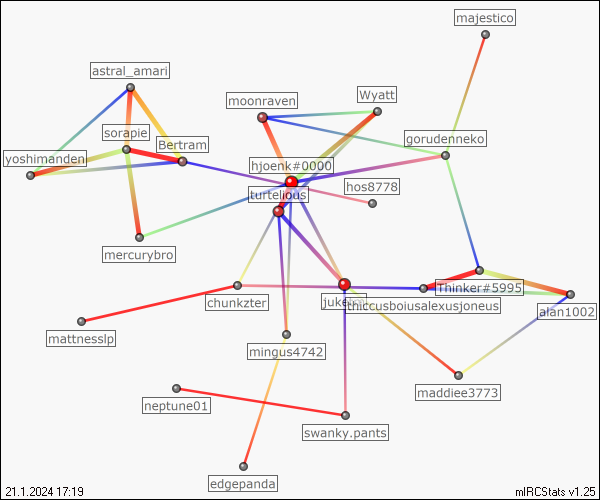 majestico
astral_amari
moonraven
Wyatt
sorapie
gorudenneko
Bertram
yoshimanden
hjoenk#0000
hos8778
turtelious
mercurybro
Thinker#5995
chunkzter
thiccusboiusalexusjoneus
alan1002
mattnesslp
mingus4742
maddiee3773
neptune01
swanky.pants
edgepanda
21.1.2024 17:19
mIRCStats v1.25